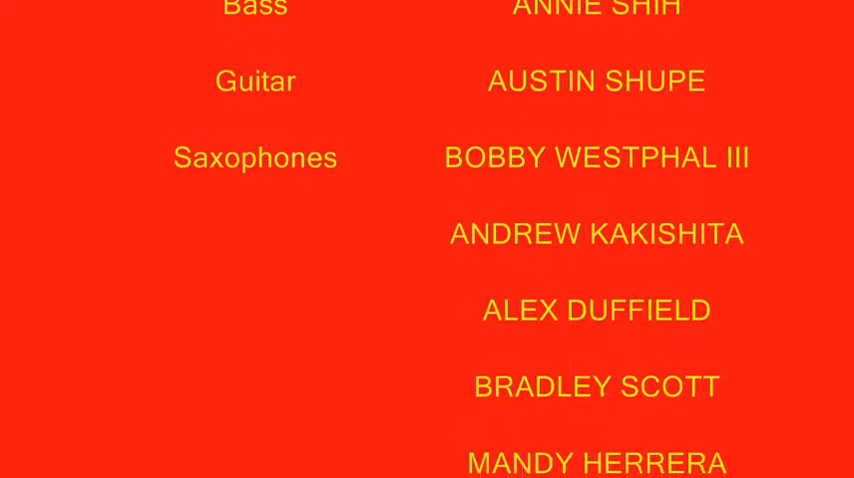 Bass ANNIE SHIH
Guitar AUSTIN SHUPE
Saxophones BOBBY WESTPHAL III
ANDREW KAKISHITA
ALEX DUFFIELD
BRADLEY SCOTT
MANDY HERRERA